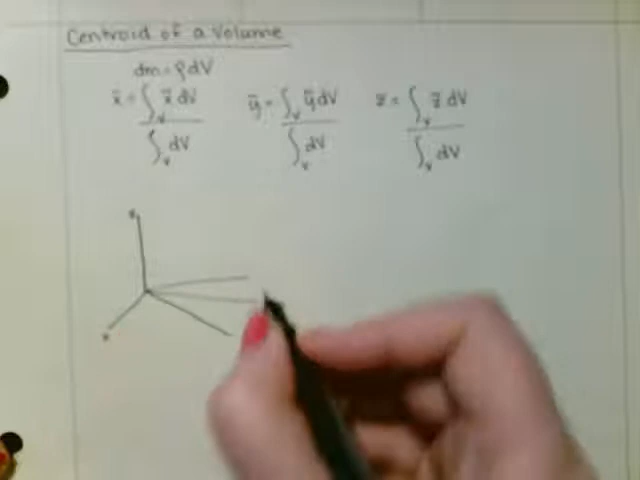 Centroid of a Volume
dm = ρdV
x̄ = ∫ᵥ x̃ dV / ∫ᵥ dV ȳ = ∫ᵥ ỹ dV / ∫ᵥ dV z̄ = ∫ᵥ z̃ dV / ∫ᵥ dV